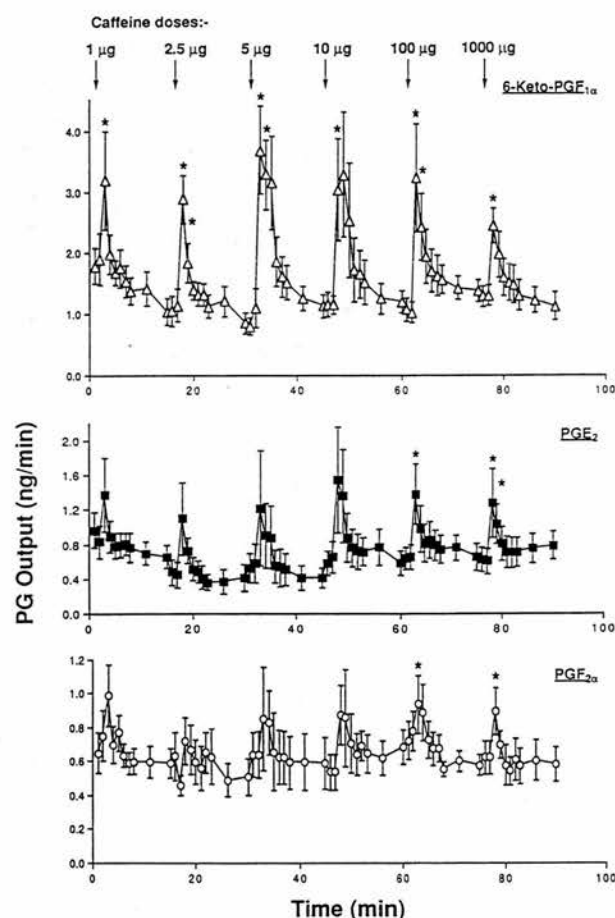 Caffeine doses:-
1 µg 2.5 µg 5 µg 10 µg 100 µg 1000 µg
6-Keto-PGF1α
* * * * * * * * *
4.0
3.0
2.0
1.0
0.0
0 20 40 60 80 100
PGE2
* * *
2.0
1.6
1.2
0.8
0.4
0.0
0 20 40 60 80 100
PGF2α
* *
1.2
1.0
0.8
0.6
0.4
0.2
0.0
0 20 40 60 80 100
PG Output (ng/min)
Time (min)